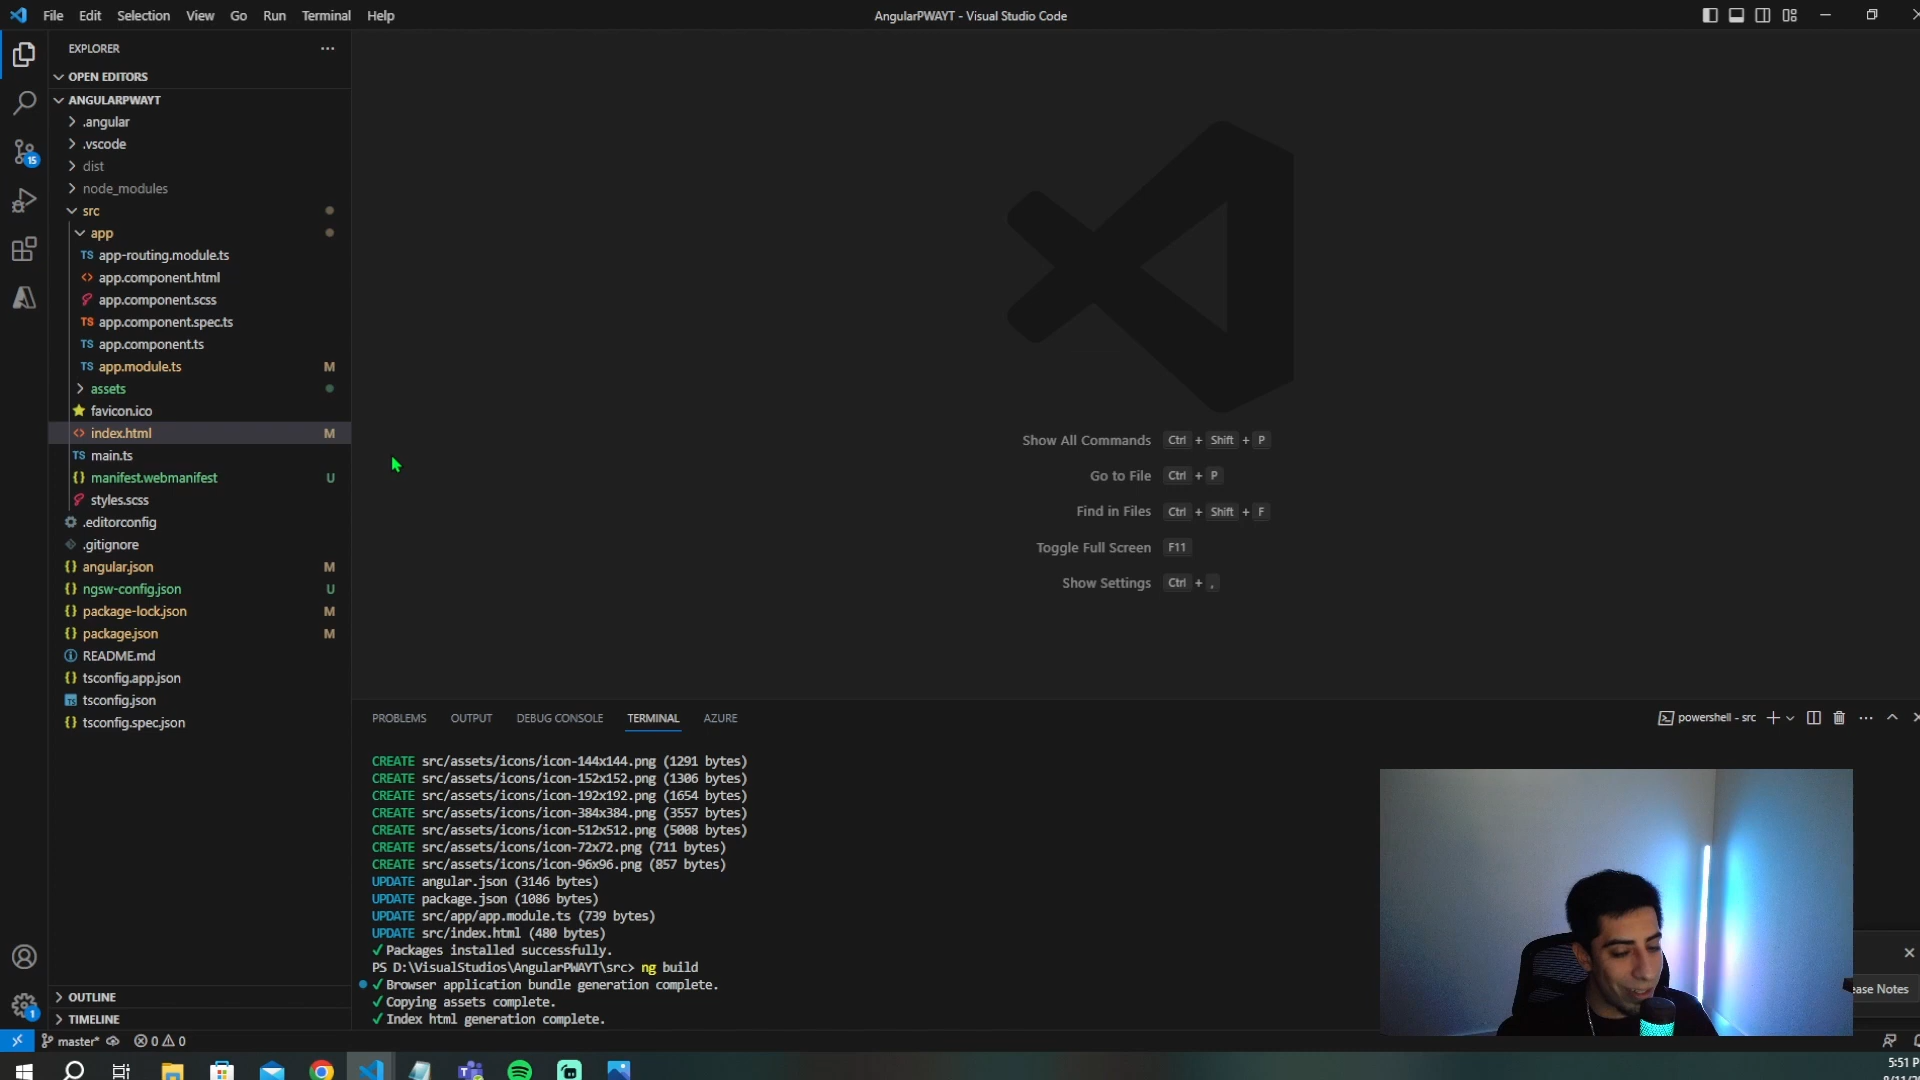 File Edit Selection View Go Run Terminal Help
AngularPWAYT - Visual Studio Code
EXPLORER
OPEN EDITORS
ANGULARPWAYT
.angular
.vscode
15
dist
node_modules
src
app
TS app-routing.module.ts
<> app.component.html
app.component.scss
TS app.component.spec.ts
TS app.component.ts
TS app.module.ts M
assets
favicon.ico
<> index.html M
TS main.ts
{} manifest.webmanifest U
styles.scss
.editorconfig
.gitignore
{} angular.json M
{} ngsw-config.json U
{} package-lock.json M
{} package.json M
README.md
{} tsconfig.app.json
tsconfig.json
{} tsconfig.spec.json
OUTLINE
TIMELINE
1
Show All Commands Ctrl + Shift + P
Go to File Ctrl + P
Find in Files Ctrl + Shift + F
Toggle Full Screen F11
Show Settings Ctrl + ,
PROBLEMS OUTPUT DEBUG CONSOLE TERMINAL AZURE
powershell - src
CREATE src/assets/icons/icon-144x144.png (1291 bytes)
CREATE src/assets/icons/icon-152x152.png (1306 bytes)
CREATE src/assets/icons/icon-192x192.png (1654 bytes)
CREATE src/assets/icons/icon-384x384.png (3557 bytes)
CREATE src/assets/icons/icon-512x512.png (5008 bytes)
CREATE src/assets/icons/icon-72x72.png (711 bytes)
CREATE src/assets/icons/icon-96x96.png (857 bytes)
UPDATE angular.json (3146 bytes)
UPDATE package.json (1086 bytes)
UPDATE src/app/app.module.ts (739 bytes)
UPDATE src/index.html (480 bytes)
✓ Packages installed successfully.
PS D:\VisualStudios\AngularPWAYT\src> ng build
✓ Browser application bundle generation complete.
✓ Copying assets complete.
✓ Index html generation complete.
ease Notes
master* 0 0
5:51 P